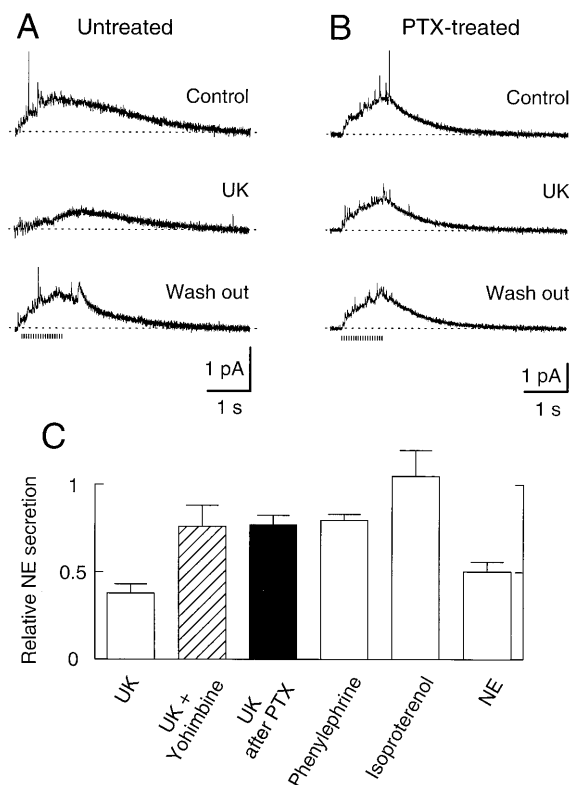 A
Untreated
Control
UK
Wash out
1 pA
1 s
B
PTX-treated
Control
UK
Wash out
1 pA
1 s
C
Relative NE secretion
1
0.5
0
UK
UK +
Yohimbine
UK
after PTX
Phenylephrine
Isoproterenol
NE